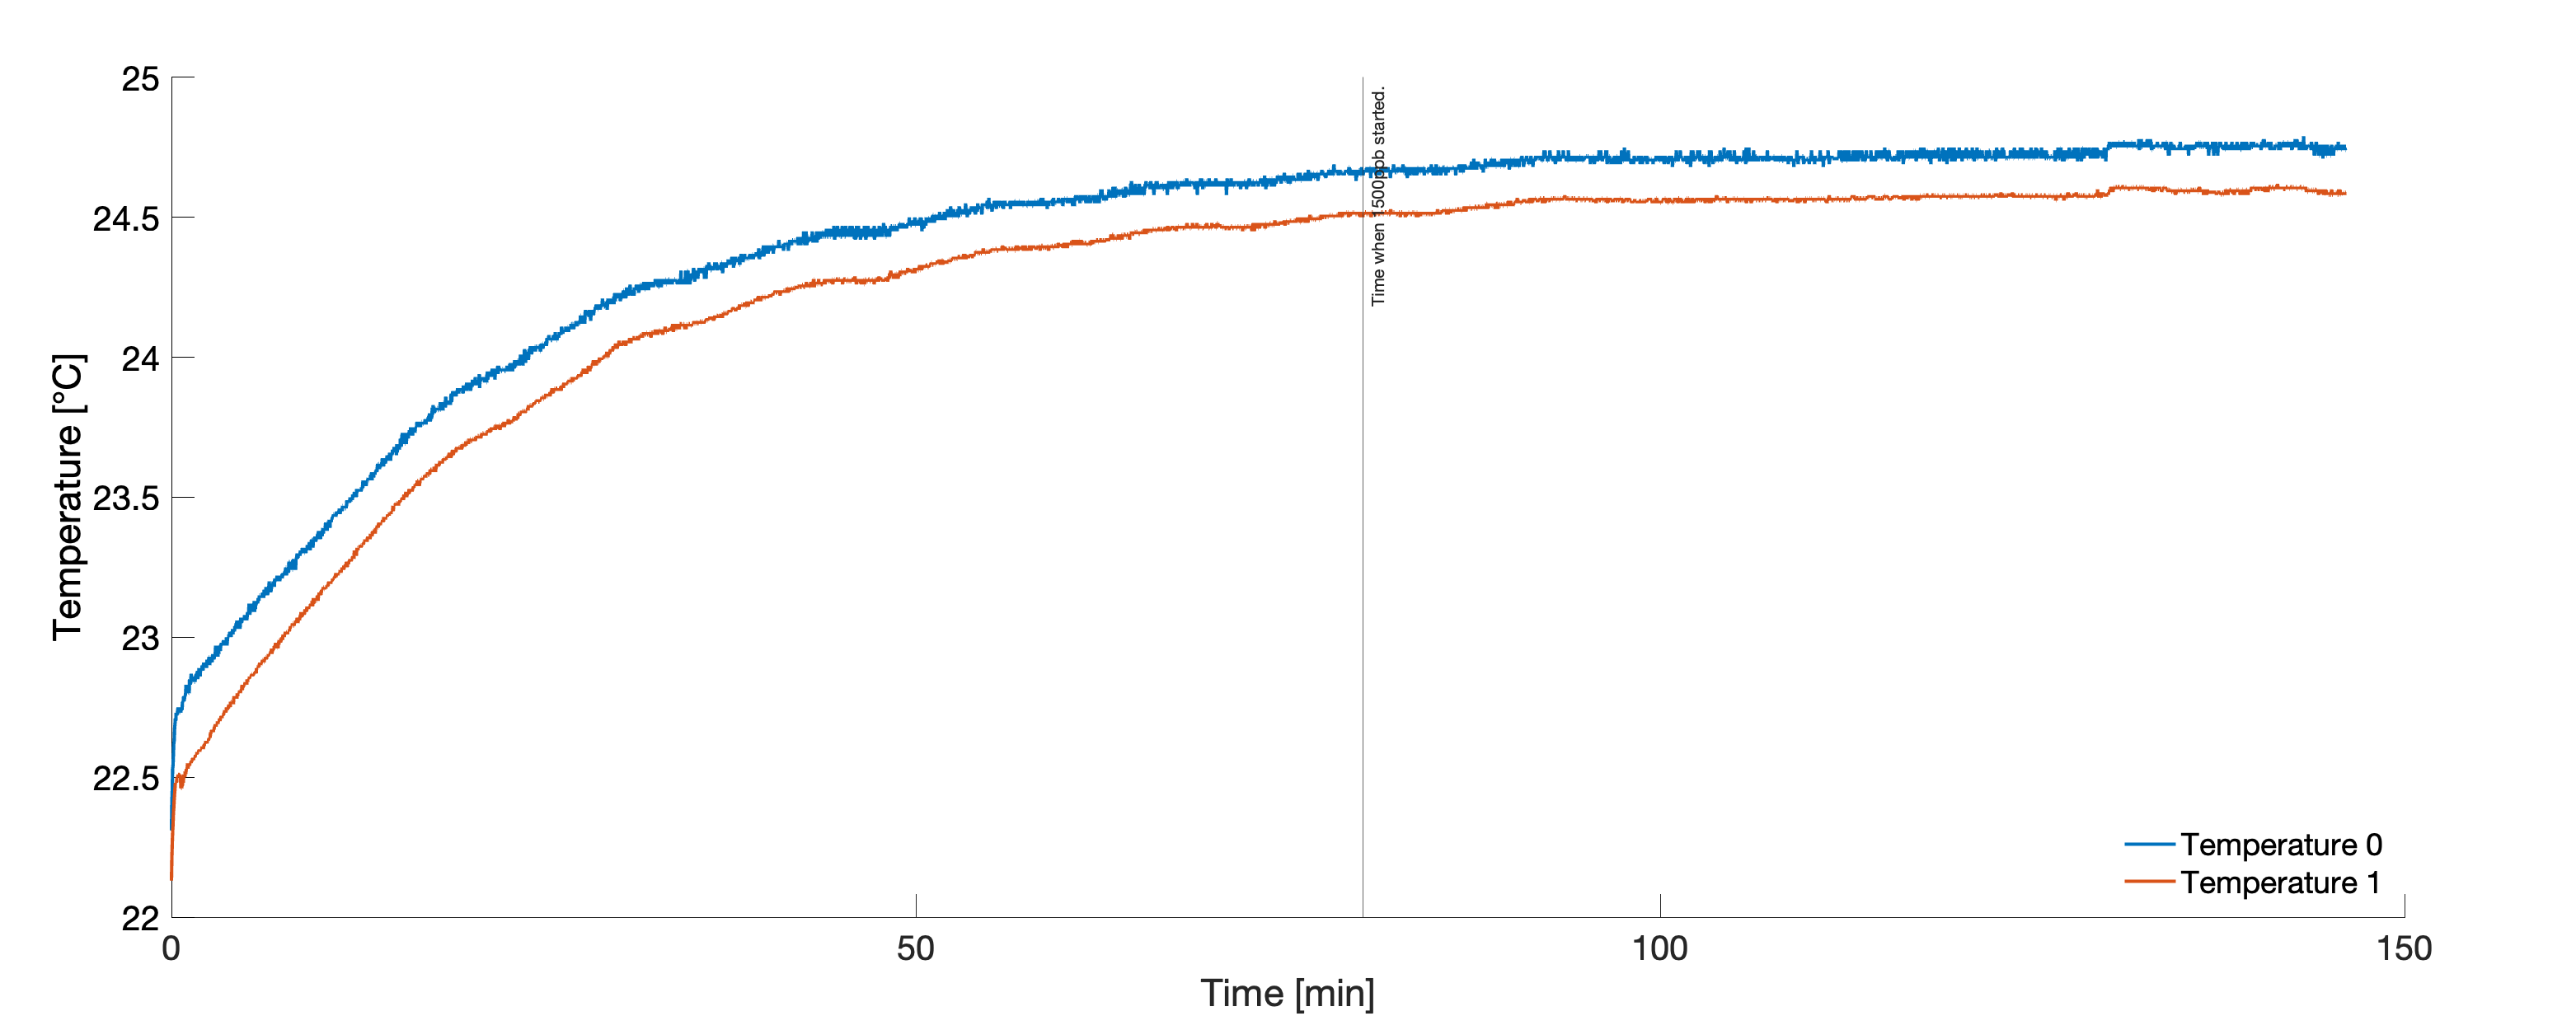 25
24.5
24
23.5
23
22.5
22
Temperature [°C]
Time when 1500ppb started.
Temperature 0
Temperature 1
0
50
100
150
Time [min]